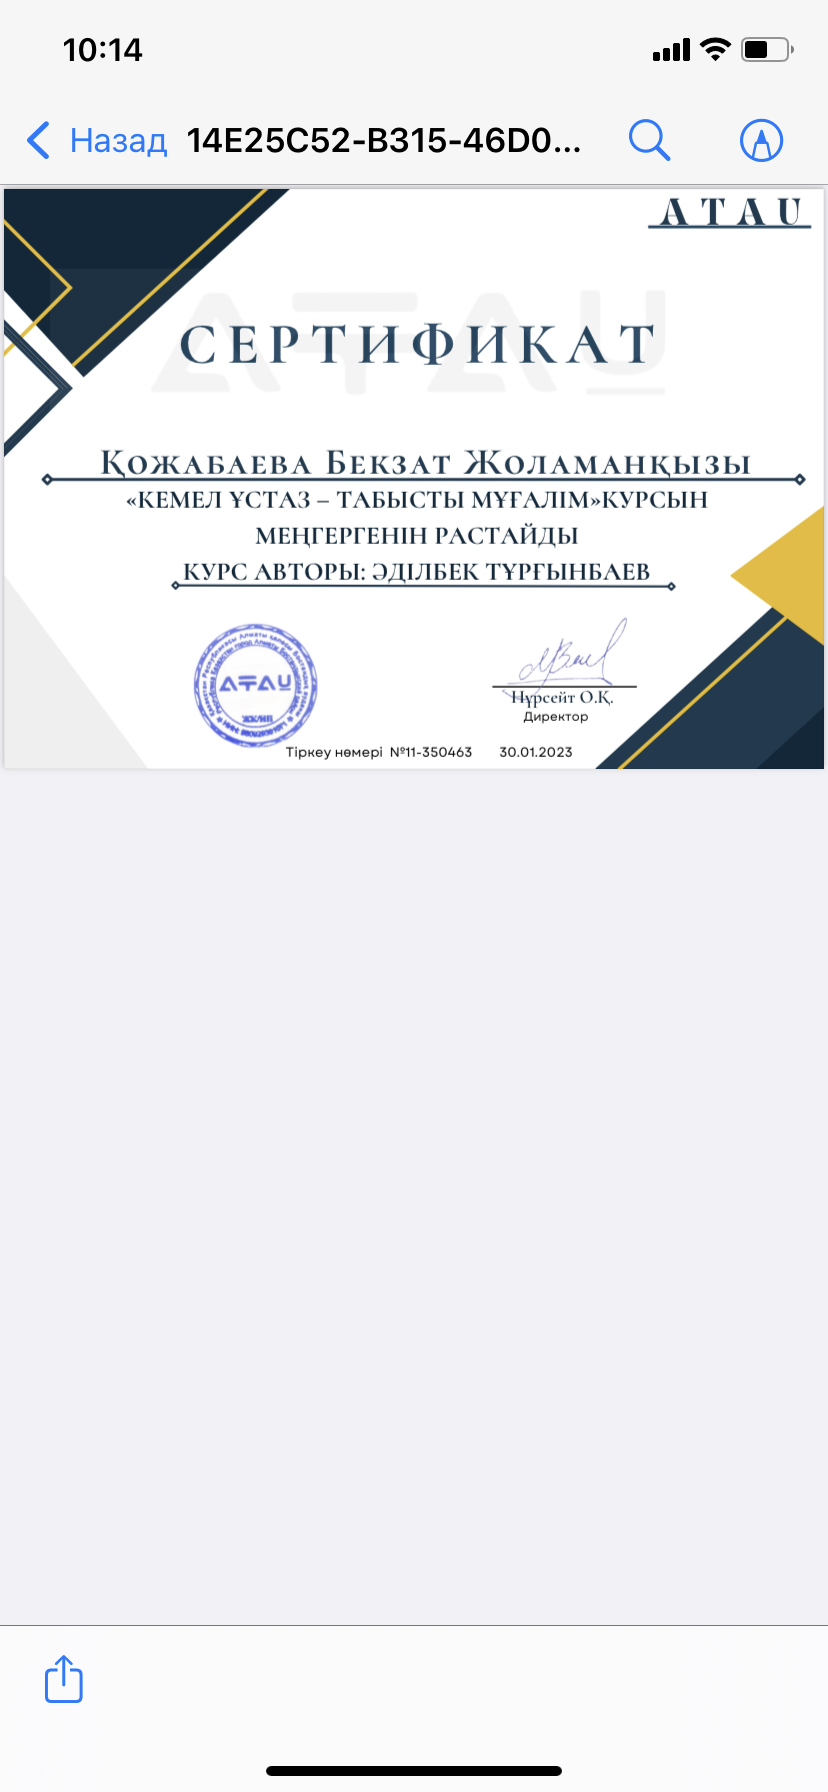 10:14
Назад 14E25C52-B315-46D0...
ATAU
СЕРТИФИКАТ
Қожабаева Бекзат Жоламанқызы
«КЕМЕЛ ҰСТАЗ – ТАБЫСТЫ МҰҒАЛІМ»КУРСЫН
МЕҢГЕРГЕНІН РАСТАЙДЫ
КУРС АВТОРЫ: ӘДІЛБЕК ТҰРҒЫНБАЕВ
ATAU
Нұрсейт О.Қ.
Директор
Тіркеу нөмері №11-350463 30.01.2023